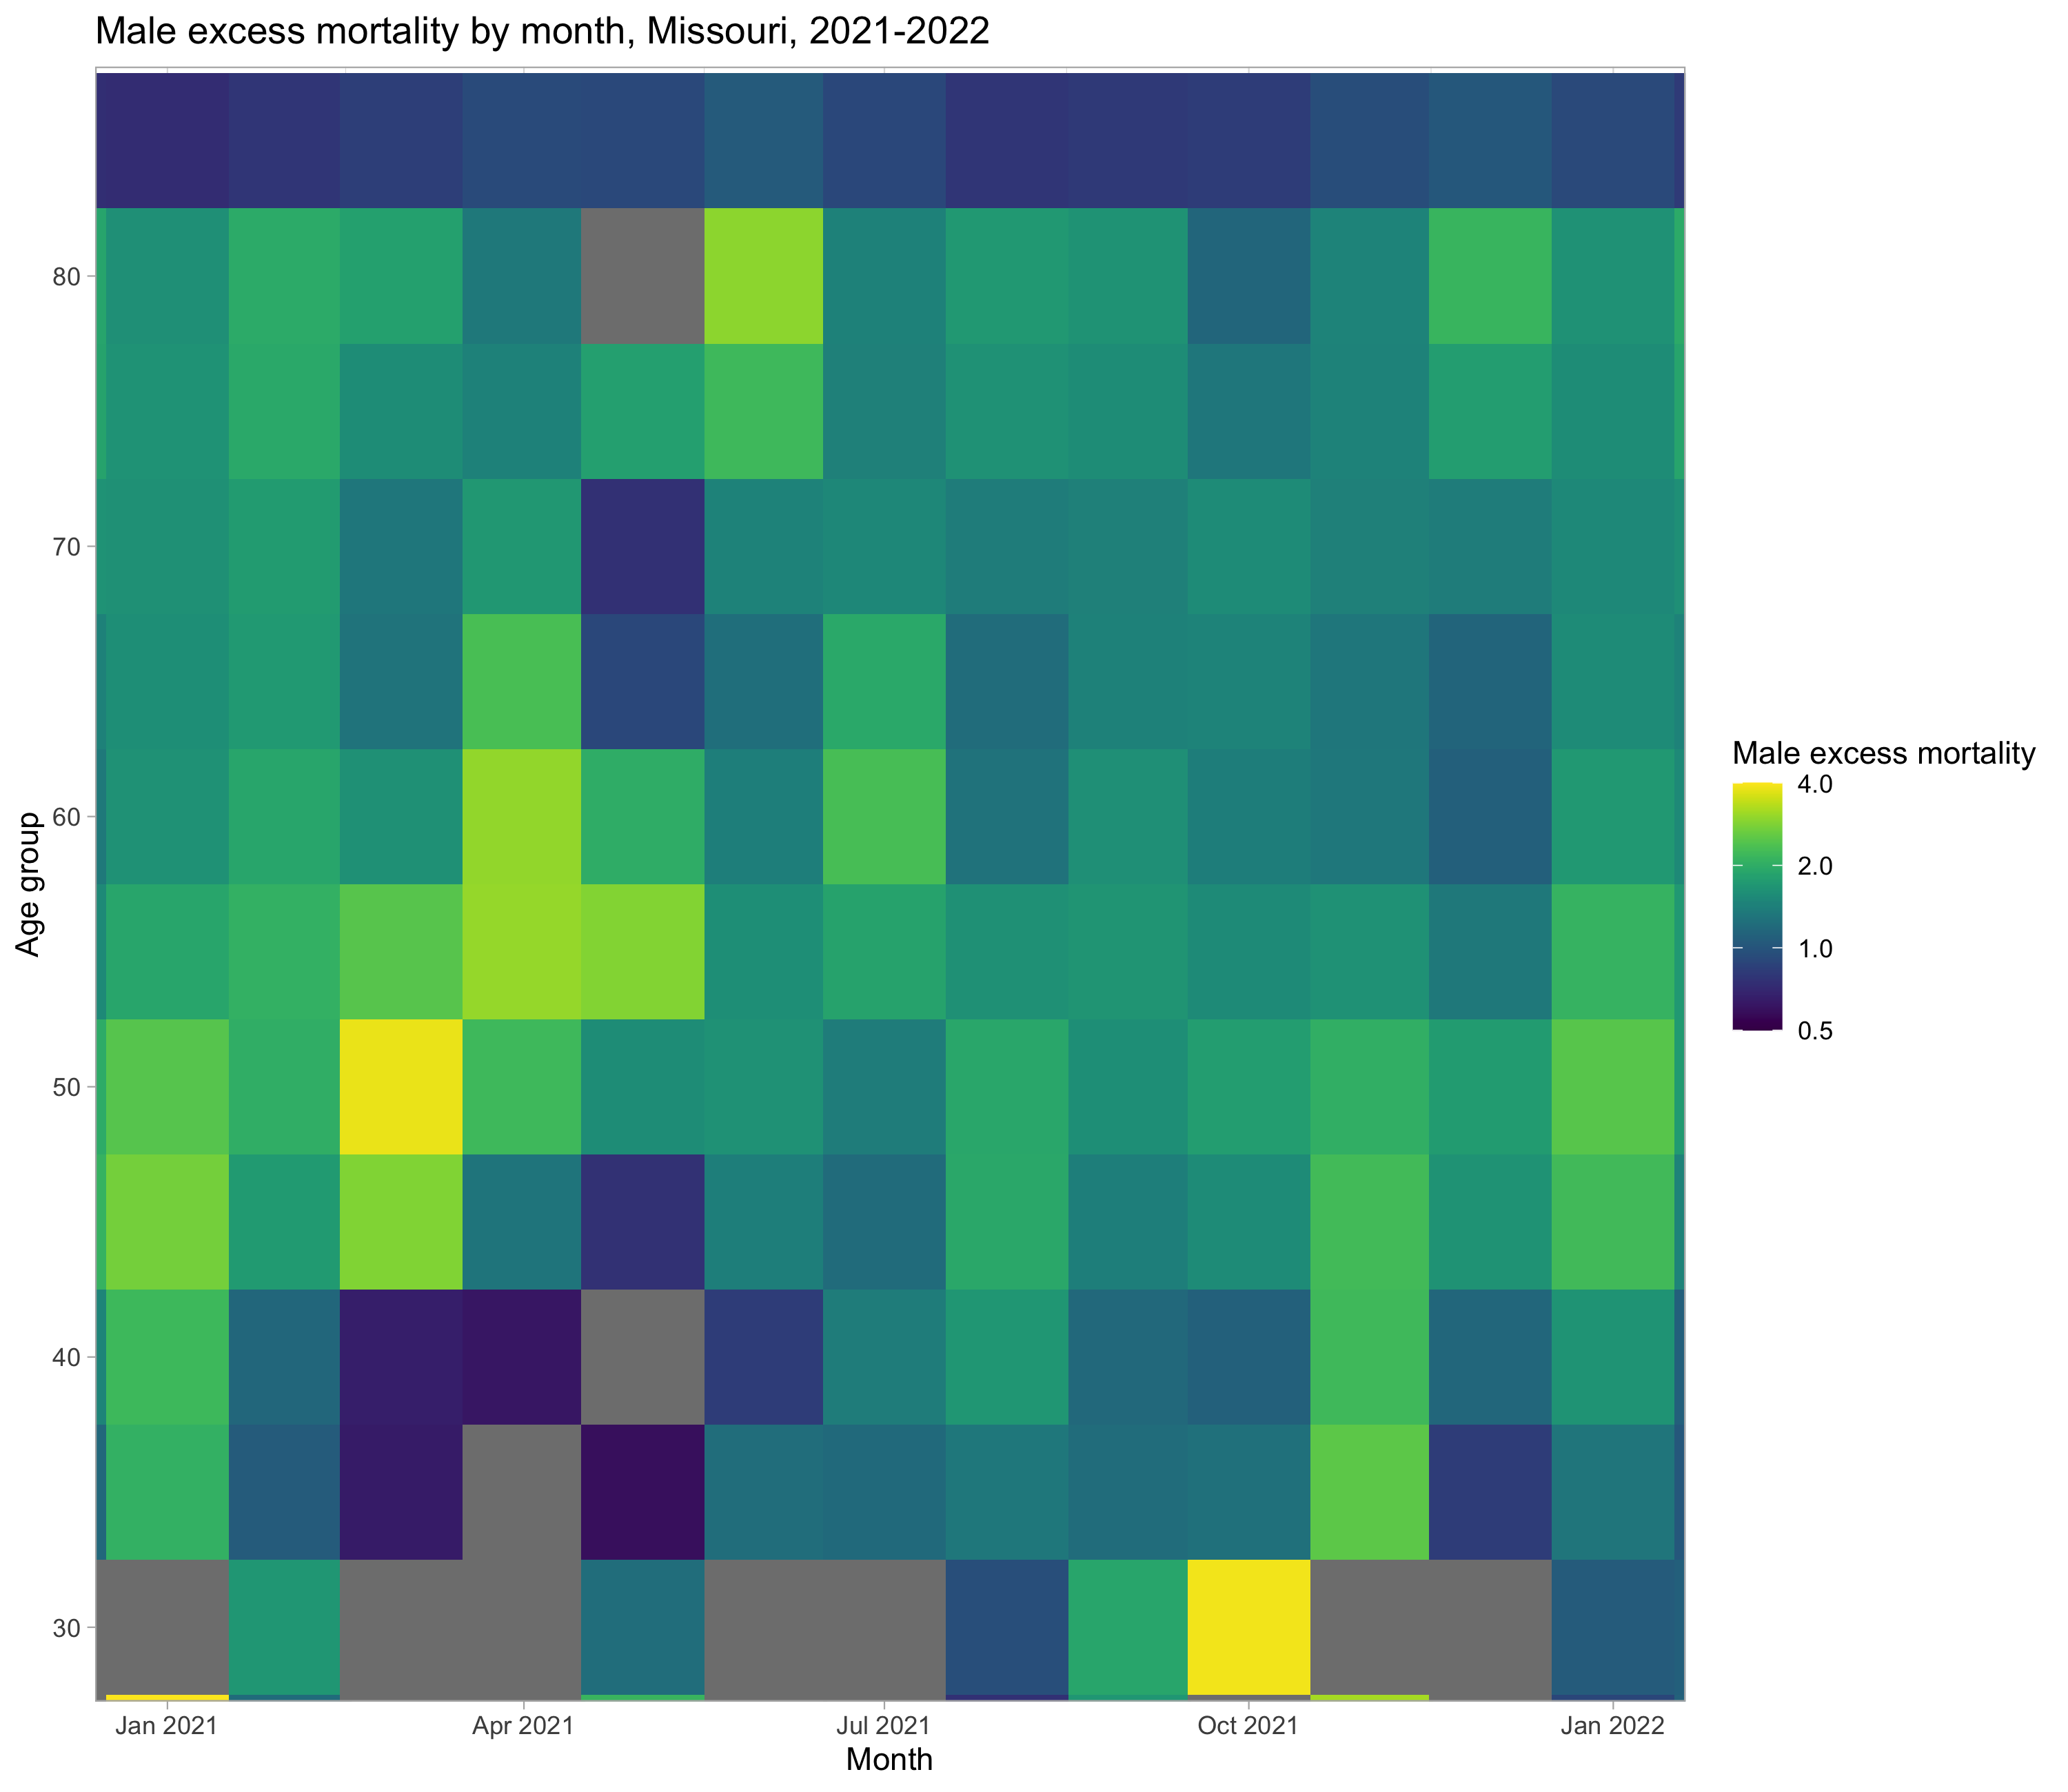 Male excess mortality by month, Missouri, 2021-2022
Age group
80
70
60
50
40
30
Jan 2021
Apr 2021
Jul 2021
Oct 2021
Jan 2022
Month
Male excess mortality
4.0
2.0
1.0
0.5